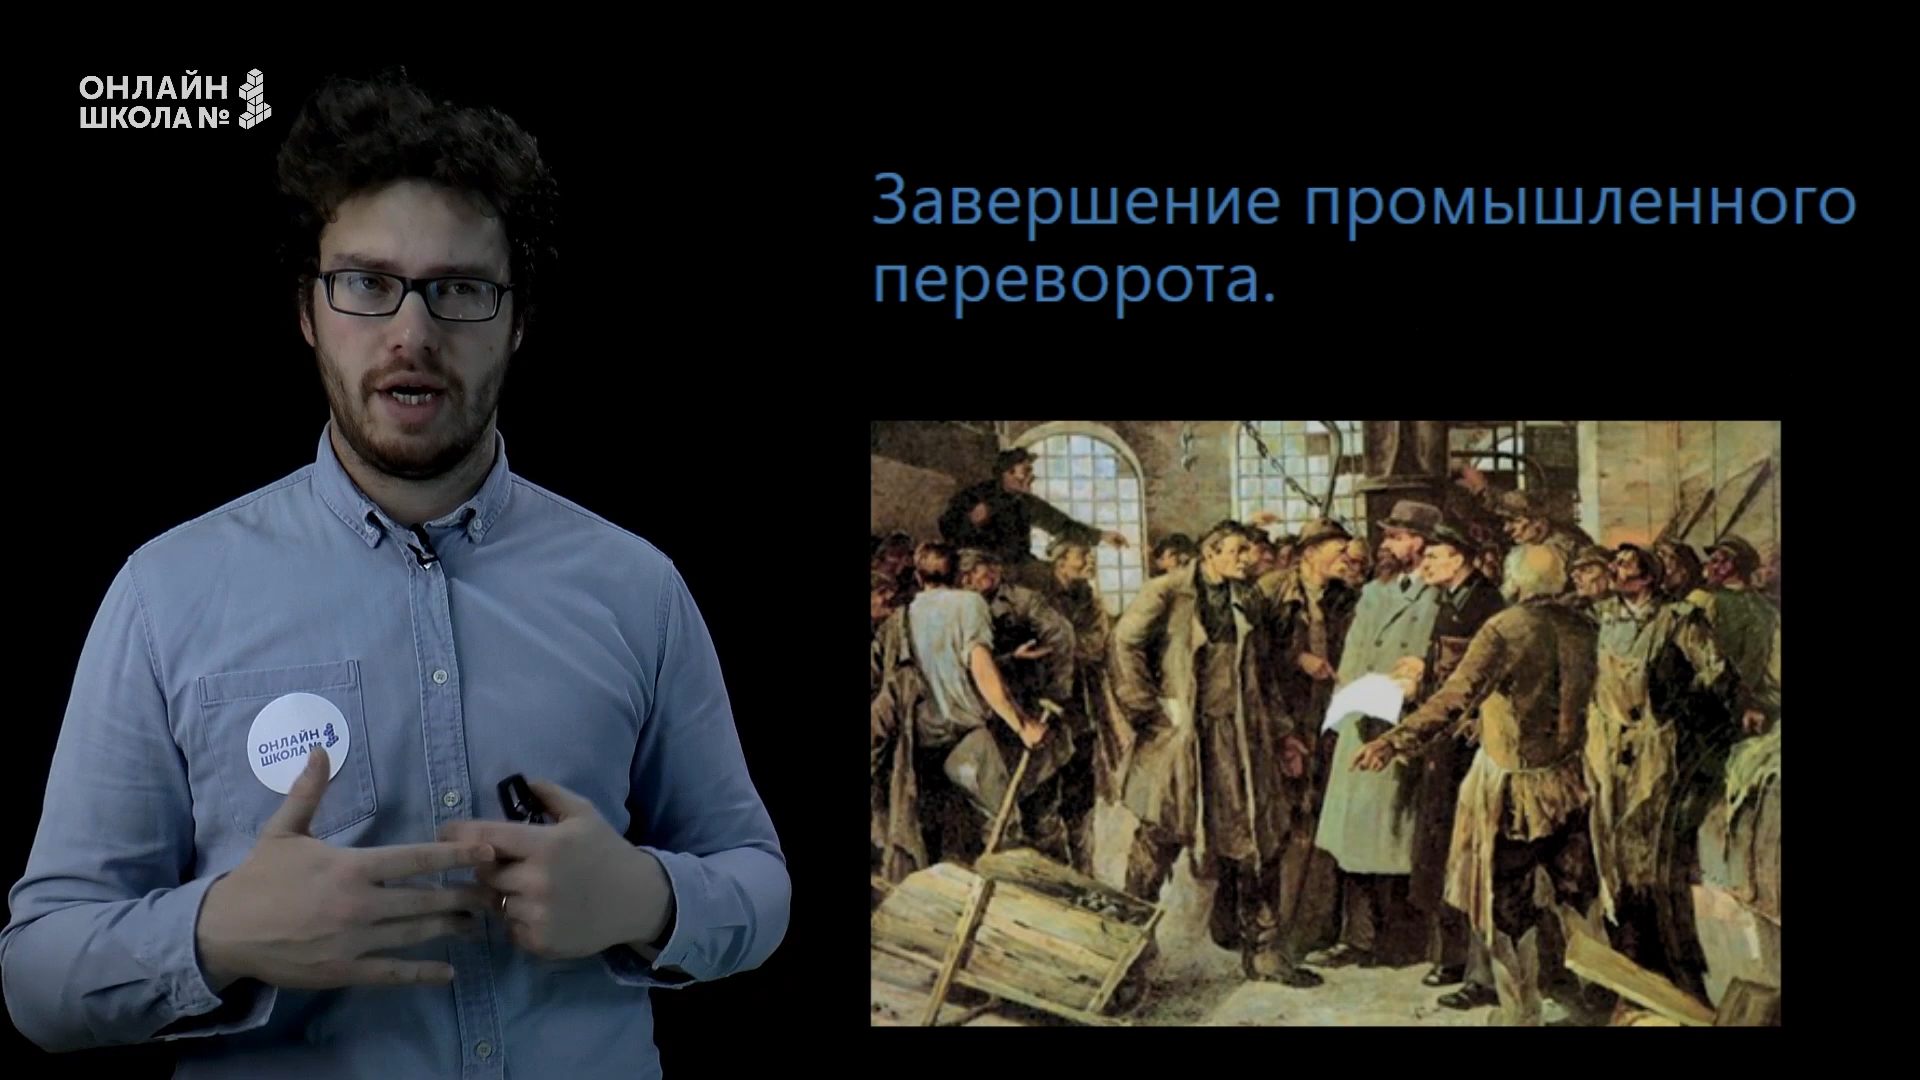 ОНЛАЙН
ШКОЛА №
Завершение промышленного
переворота.
ОНЛАЙН
ШКОЛА №